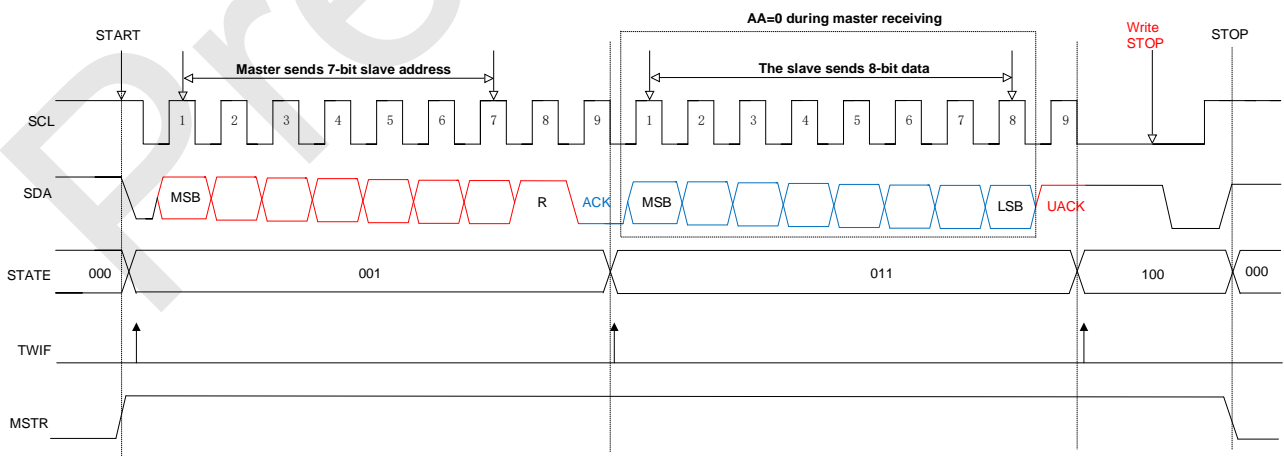 AA=0 during master receiving
START
Write
STOP
STOP
Master sends 7-bit slave address
The slave sends 8-bit data
SCL
1 2 3 4 5 6 7 8 9 1 2 3 4 5 6 7 8 9
SDA
MSB R ACK MSB LSB UACK
STATE
000 001 011 100 000
TWIF
MSTR
Pre